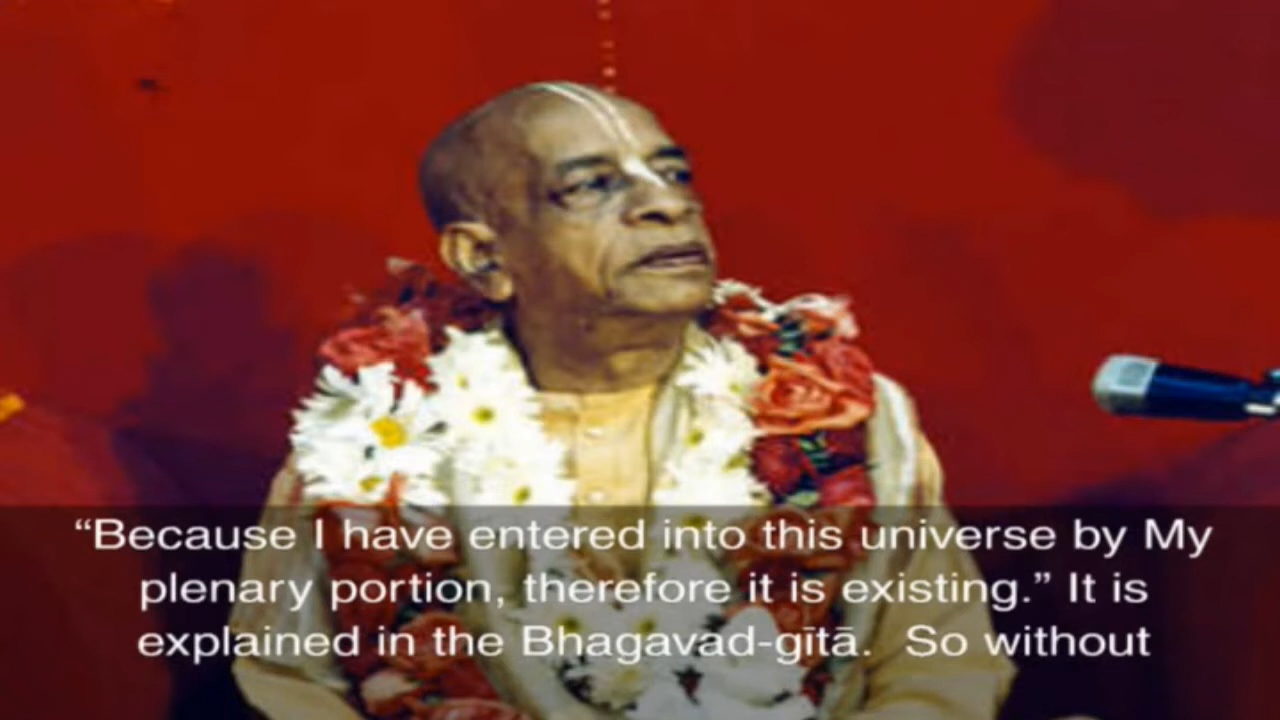 “Because I have entered into this universe by My
plenary portion, therefore it is existing.” It is
explained in the Bhagavad-gītā.  So without